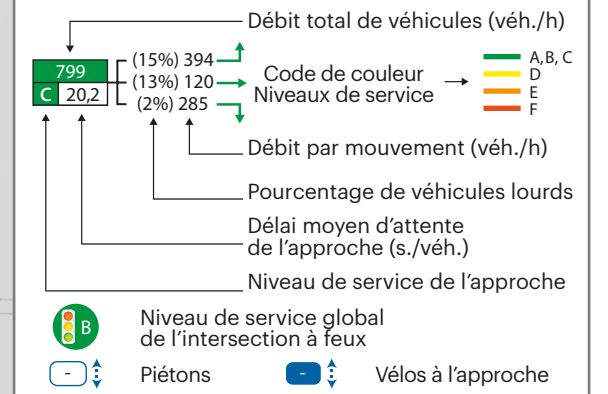 Débit total de véhicules (véh./h)
799
C 20,2
(15%) 394
(13%) 120
(2%) 285
Code de couleur
Niveaux de service
A,B, C
D
E
F
Débit par mouvement (véh./h)
Pourcentage de véhicules lourds
Délai moyen d'attente
de l'approche (s./véh.)
Niveau de service de l'approche
B
Niveau de service global
de l'intersection à feux
- Piétons
- Vélos à l'approche